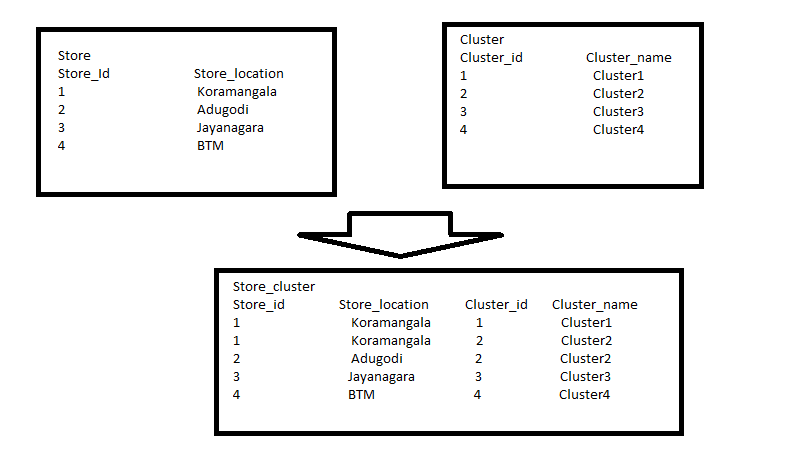 Store
Store_Id Store_location
1 Koramangala
2 Adugodi
3 Jayanagara
4 BTM
Cluster
Cluster_id Cluster_name
1 Cluster1
2 Cluster2
3 Cluster3
4 Cluster4
Store_cluster
Store_id Store_location Cluster_id Cluster_name
1 Koramangala 1 Cluster1
1 Koramangala 2 Cluster2
2 Adugodi 2 Cluster2
3 Jayanagara 3 Cluster3
4 BTM 4 Cluster4